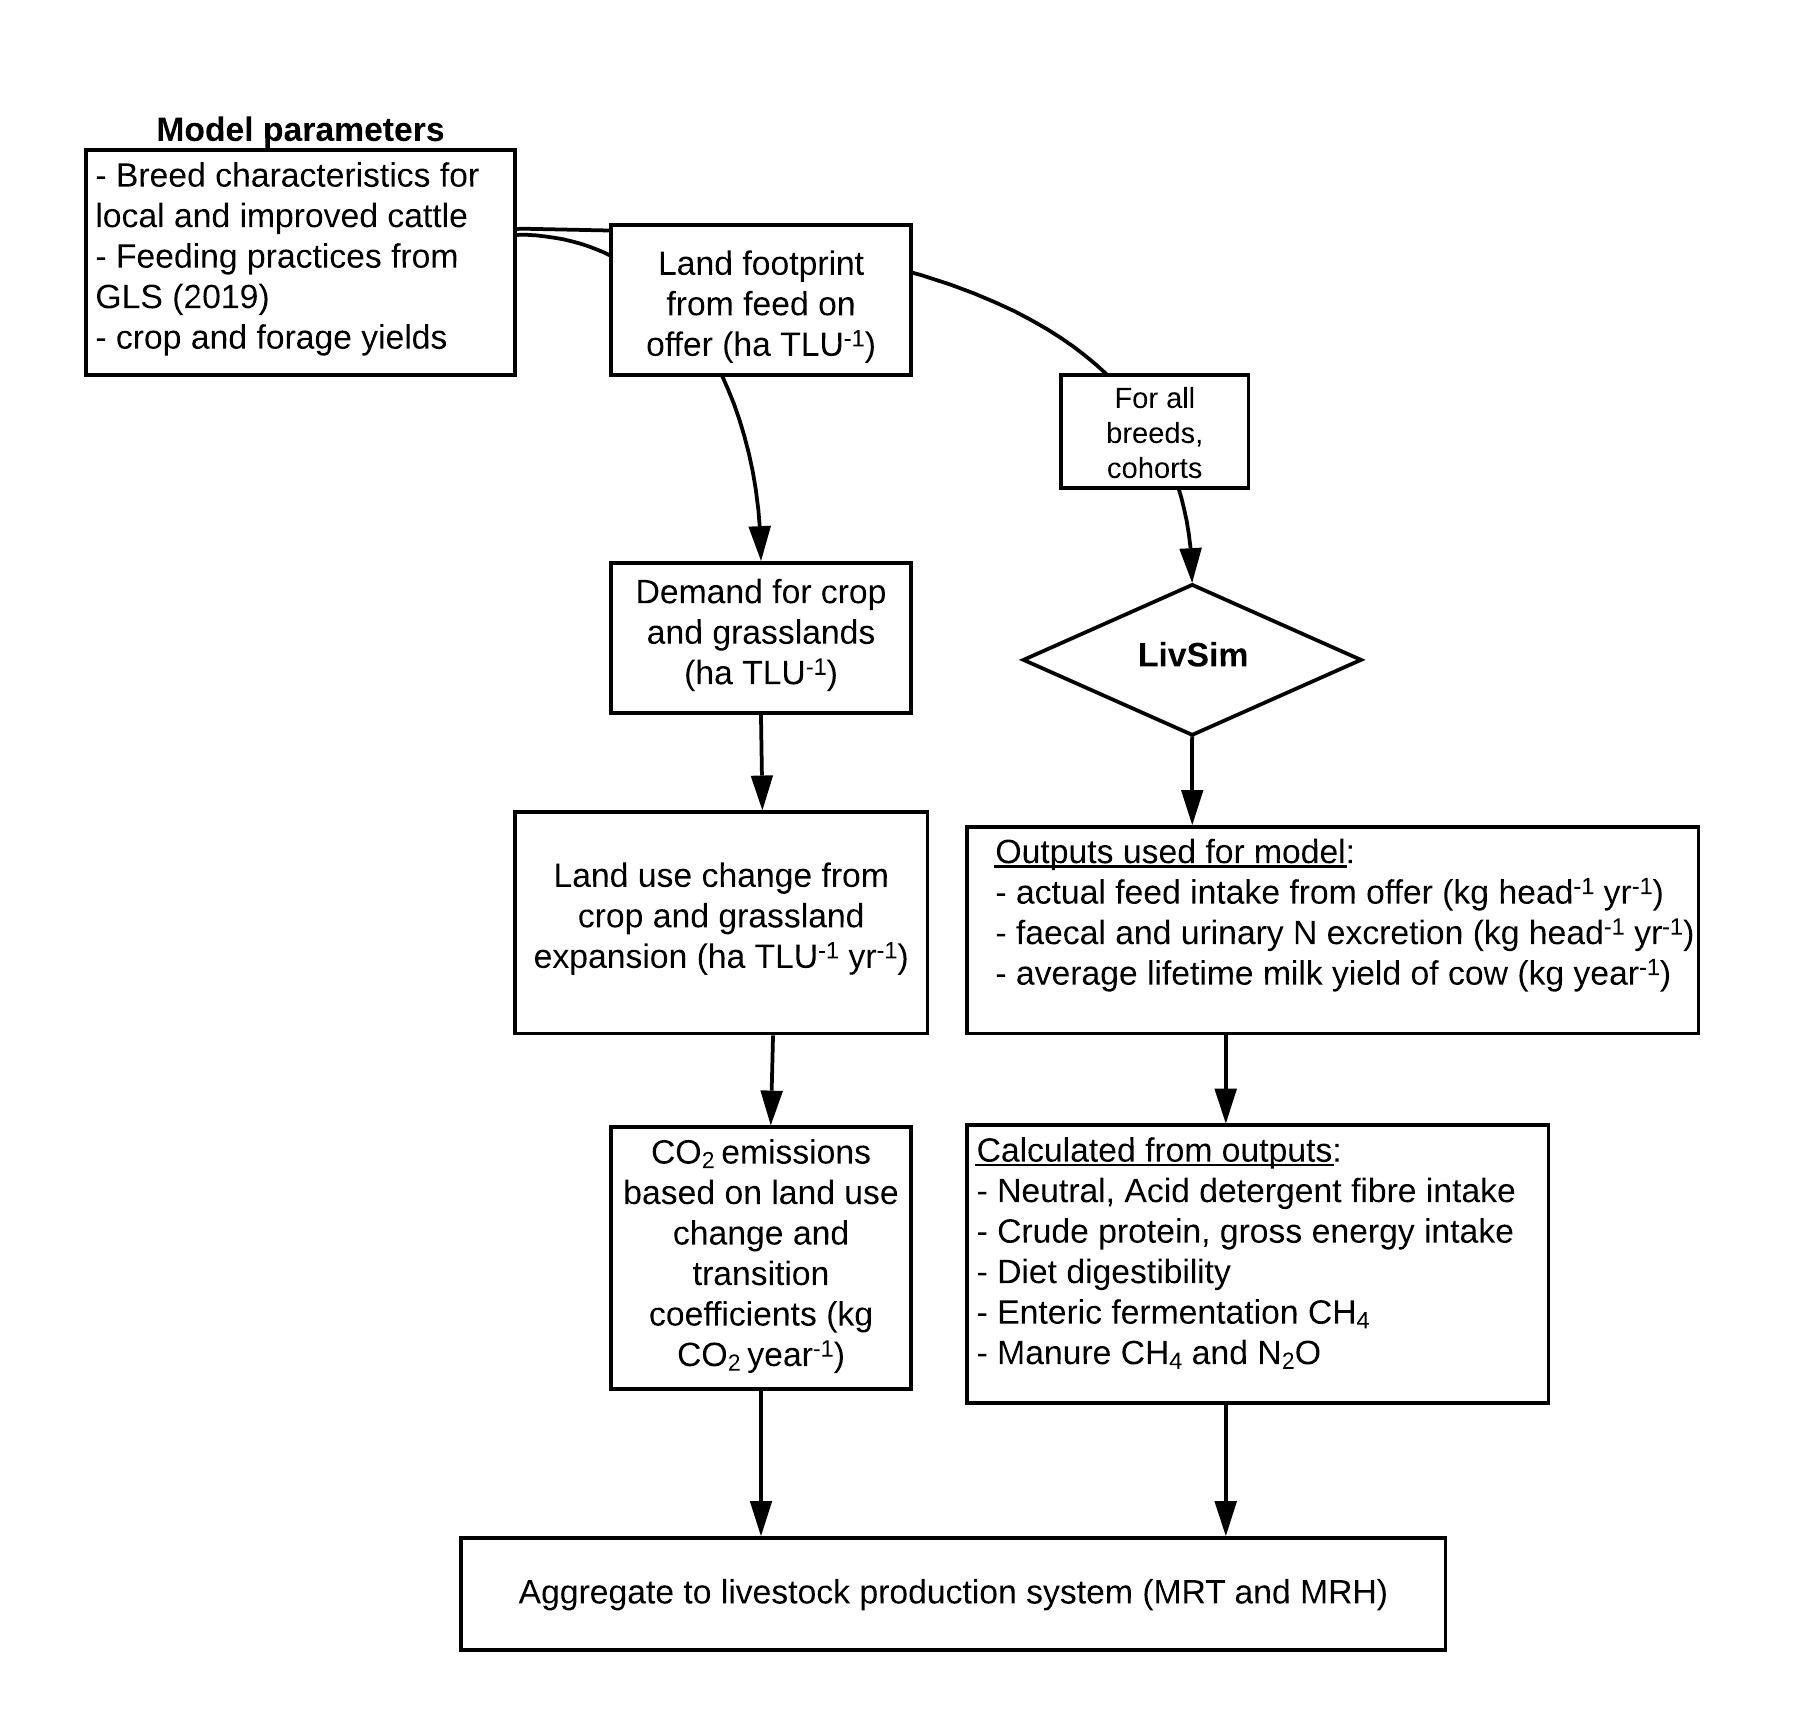 Model parameters
- Breed characteristics for
local and improved cattle
- Feeding practices from
GLS (2019)
- crop and forage yields
Land footprint
from feed on
offer (ha TLU⁻¹)
For all
breeds,
cohorts
Demand for crop
and grasslands
(ha TLU⁻¹)
LivSim
Land use change from
crop and grassland
expansion (ha TLU⁻¹ yr⁻¹)
Outputs used for model:
- actual feed intake from offer (kg head⁻¹ yr⁻¹)
- faecal and urinary N excretion (kg head⁻¹ yr⁻¹)
- average lifetime milk yield of cow (kg year⁻¹)
CO₂ emissions
based on land use
change and
transition
coefficients (kg
CO₂ year⁻¹)
Calculated from outputs:
- Neutral, Acid detergent fibre intake
- Crude protein, gross energy intake
- Diet digestibility
- Enteric fermentation CH₄
- Manure CH₄ and N₂O
Aggregate to livestock production system (MRT and MRH)